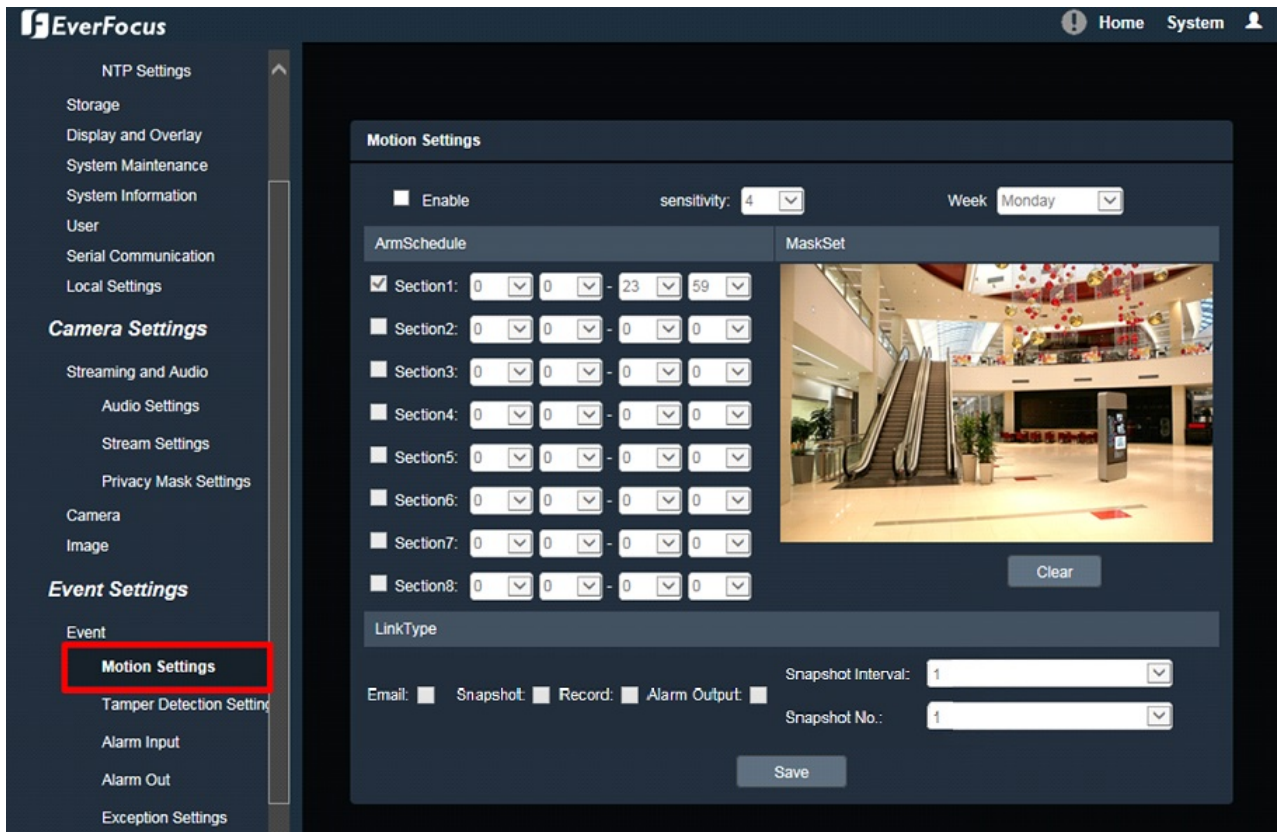 EverFocus
Home System
NTP Settings
Storage
Display and Overlay
System Maintenance
System Information
User
Serial Communication
Local Settings
Camera Settings
Streaming and Audio
Audio Settings
Stream Settings
Privacy Mask Settings
Camera
Image
Event Settings
Event
Motion Settings
Tamper Detection Setting
Alarm Input
Alarm Out
Exception Settings
Motion Settings
Enable sensitivity: 4 Week Monday
ArmSchedule
Section1: 0 0 - 23 59
Section2: 0 0 - 0 0
Section3: 0 0 - 0 0
Section4: 0 0 - 0 0
Section5: 0 0 - 0 0
Section6: 0 0 - 0 0
Section7: 0 0 - 0 0
Section8: 0 0 - 0 0
MaskSet
Clear
LinkType
Email: Snapshot: Record: Alarm Output:
Snapshot Interval: 1
Snapshot No.: 1
Save